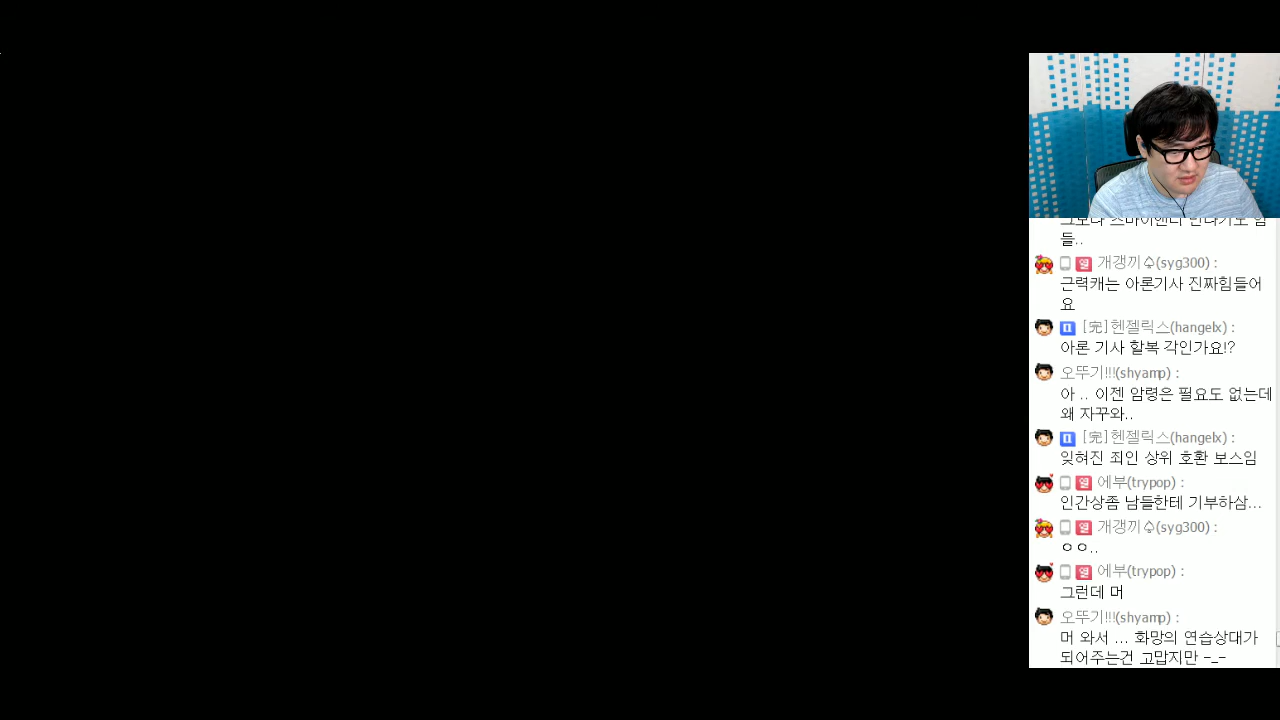 들..
열 개갱끼♤(syg300) :
근력캐는 아론기사 진짜힘들어
요
[完]헨젤릭스(hangelx) :
아론 기사 할복 각인가요!?
오뚜기!!!(shyamp) :
아 .. 이젠 암령은 필요도 없는데
왜 자꾸와..
[完]헨젤릭스(hangelx) :
잊혀진 죄인 상위 호환 보스임
열 에부(trypop) :
인간상좀 남들한테 기부하삼...
열 개갱끼♤(syg300) :
ㅇㅇ..
열 에부(trypop) :
그런데 머
오뚜기!!!(shyamp) :
머 와서 ... 화망의 연습상대가
되어주는건 고맙지만 -_-